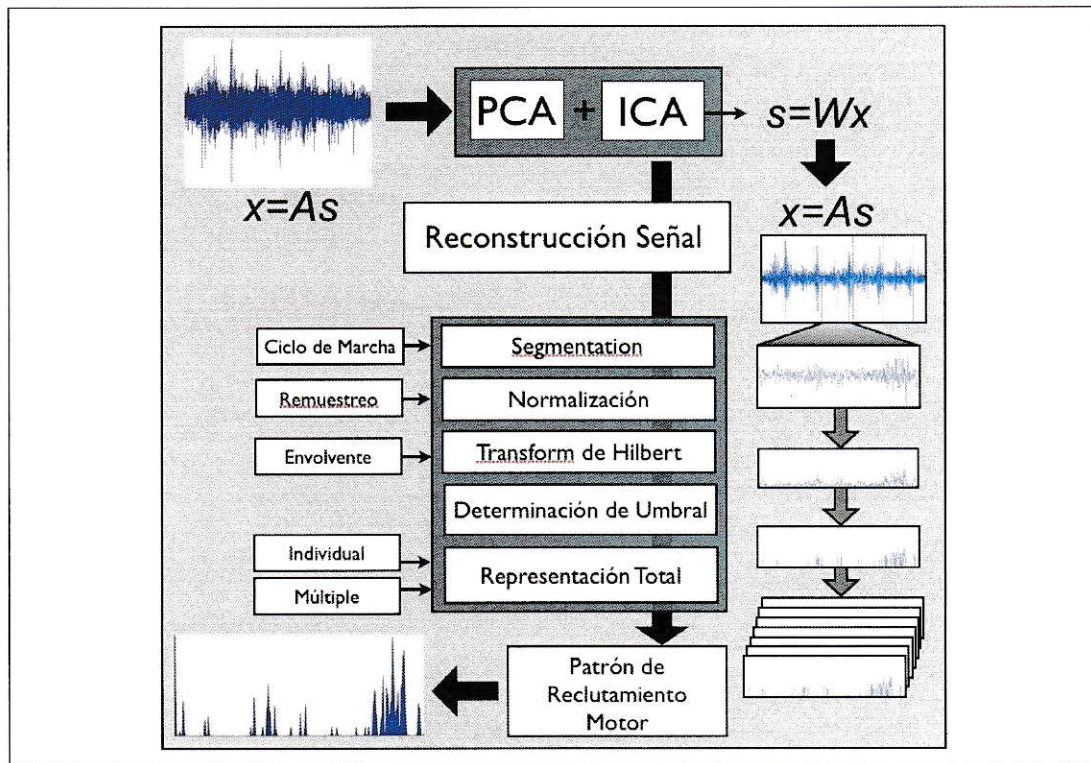 PCA + ICA
s=Wx
x=As
x=As
Reconstrucción Señal
Ciclo de Marcha
Segmentation
Remuestreo
Normalización
Envolvente
Transform de Hilbert
Determinación de Umbral
Individual
Múltiple
Representación Total
Patrón de
Reclutamiento
Motor